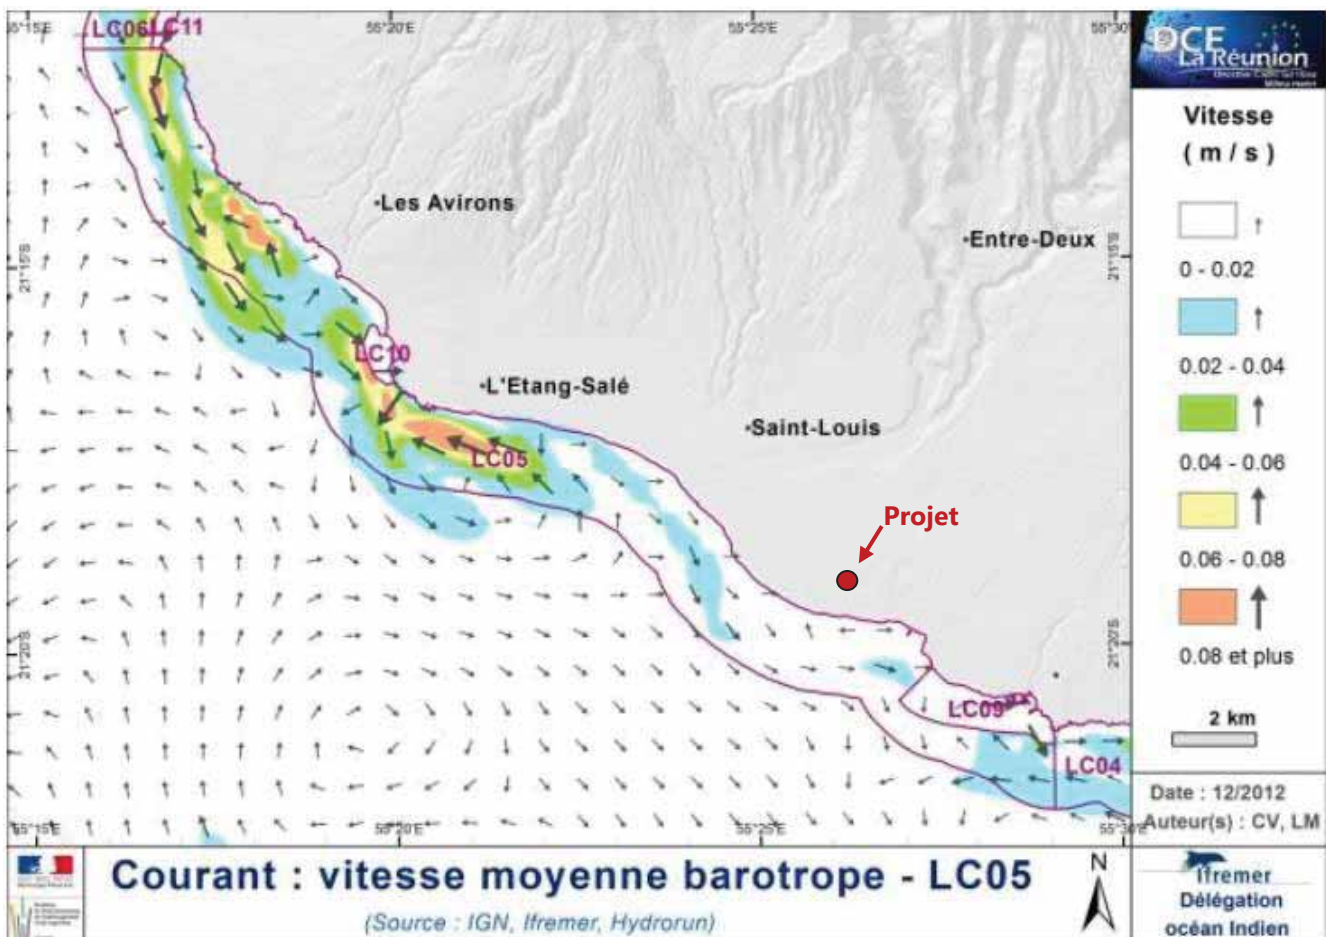 55°15'E
55°20'E
55°25'E
55°30'
LC06
LC11
Les Avirons
Entre-Deux
21°15'S
21°15'S
LC10
L'Etang-Salé
Saint-Louis
LC05
Projet
21°20'S
21°20'S
LC09
LC04
55°15'E
55°20'E
55°25'E
55°30'E
DCE
La Réunion
Vitesse
( m / s )
0 - 0.02
0.02 - 0.04
0.04 - 0.06
0.06 - 0.08
0.08 et plus
2 km
Date : 12/2012
Auteur(s) : CV, LM
Courant : vitesse moyenne barotrope - LC05
(Source : IGN, Ifremer, Hydrorun)
N
Ifremer
Délégation
océan Indien